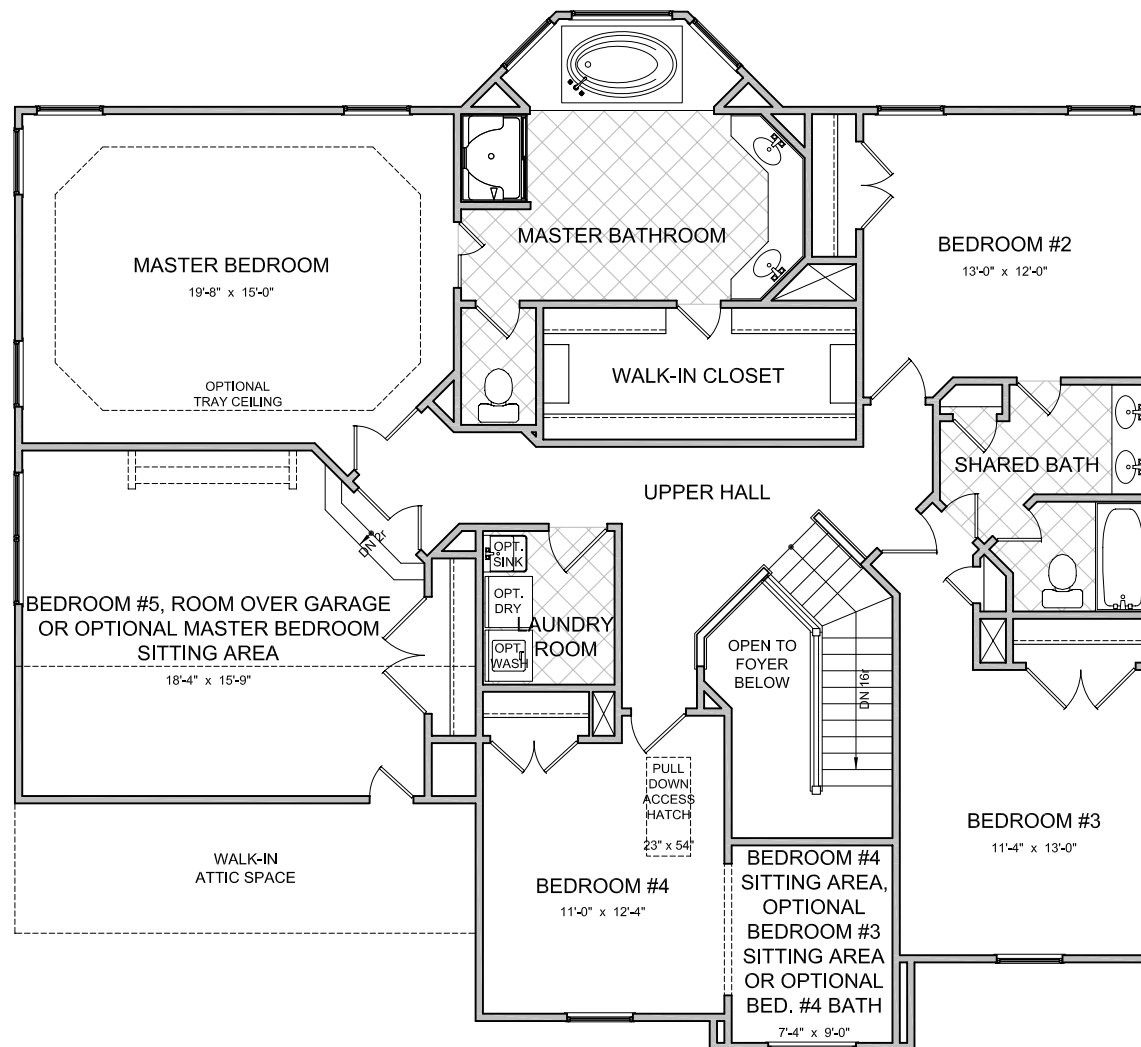 MASTER BEDROOM
19'-8" x 15'-0"
OPTIONAL
TRAY CEILING
MASTER BATHROOM
WALK-IN CLOSET
BEDROOM #2
13'-0" x 12'-0"
SHARED BATH
UPPER HALL
DN 2r
BEDROOM #5, ROOM OVER GARAGE
OR OPTIONAL MASTER BEDROOM
SITTING AREA
18'-4" x 15'-9"
OPT.
SINK
OPT.
DRY
OPT.
WASH
LAUNDRY
ROOM
OPEN TO
FOYER
BELOW
DN 16r
WALK-IN
ATTIC SPACE
PULL
DOWN
ACCESS
HATCH
23" x 54"
BEDROOM #4
11'-0" x 12'-4"
BEDROOM #4
SITTING AREA,
OPTIONAL
BEDROOM #3
SITTING AREA
OR OPTIONAL
BED. #4 BATH
7'-4" x 9'-0"
BEDROOM #3
11'-4" x 13'-0"